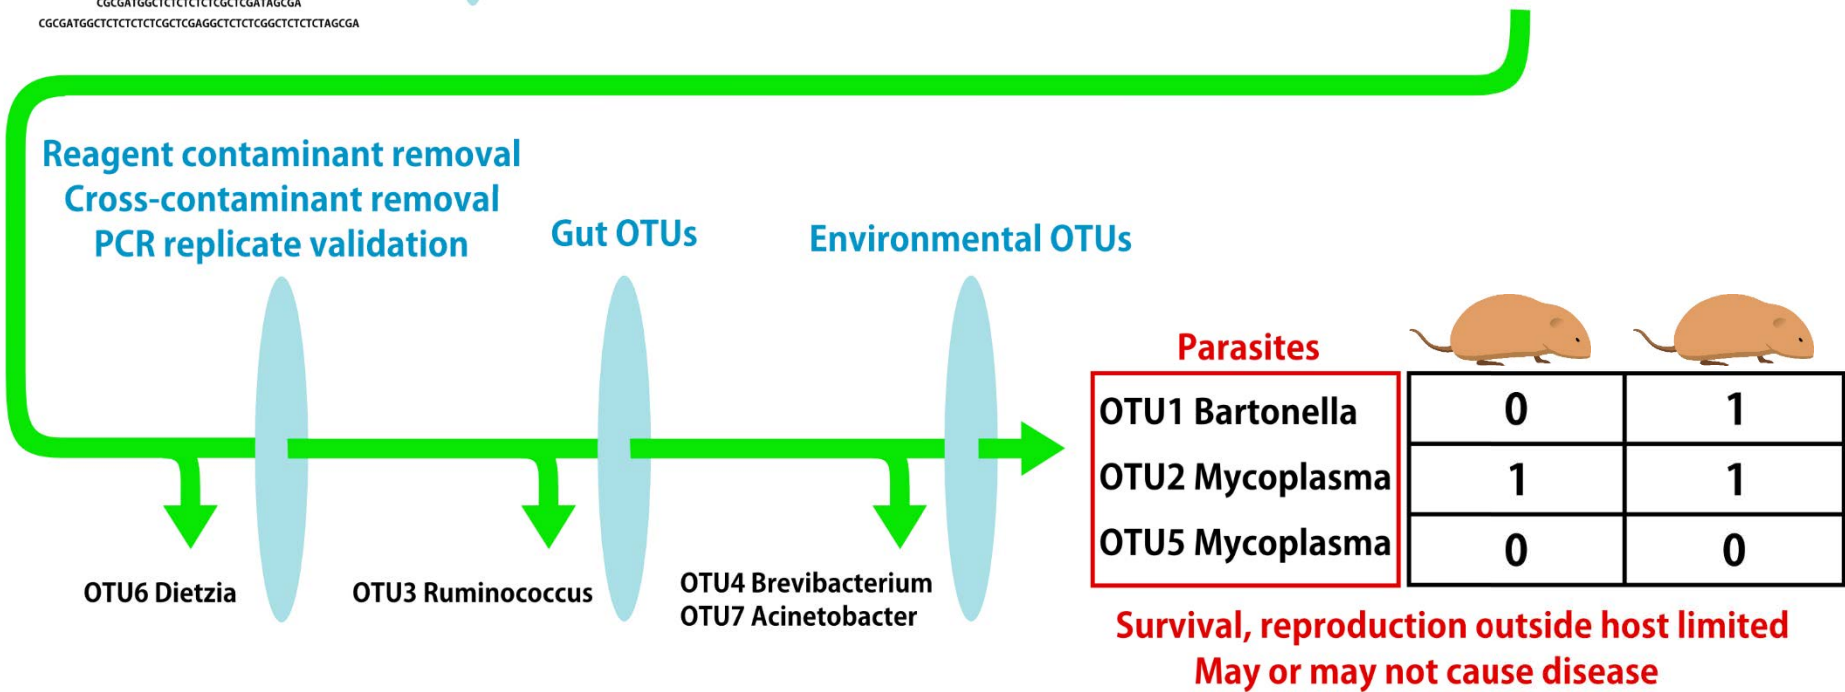 CGCGATGGCTCTCTCTCTCGCTCGATAGCGA
CGCGATGGCTCTCTCTCTCGCTCGAGGCTCTCTCGGCTCTCTCTAGCGA
Reagent contaminant removal
Cross-contaminant removal
PCR replicate validation
Gut OTUs
Environmental OTUs
Parasites
OTU1 Bartonella 0 1
OTU2 Mycoplasma 1 1
OTU5 Mycoplasma 0 0
OTU6 Dietzia
OTU3 Ruminococcus
OTU4 Brevibacterium
OTU7 Acinetobacter
Survival, reproduction outside host limited
May or may not cause disease